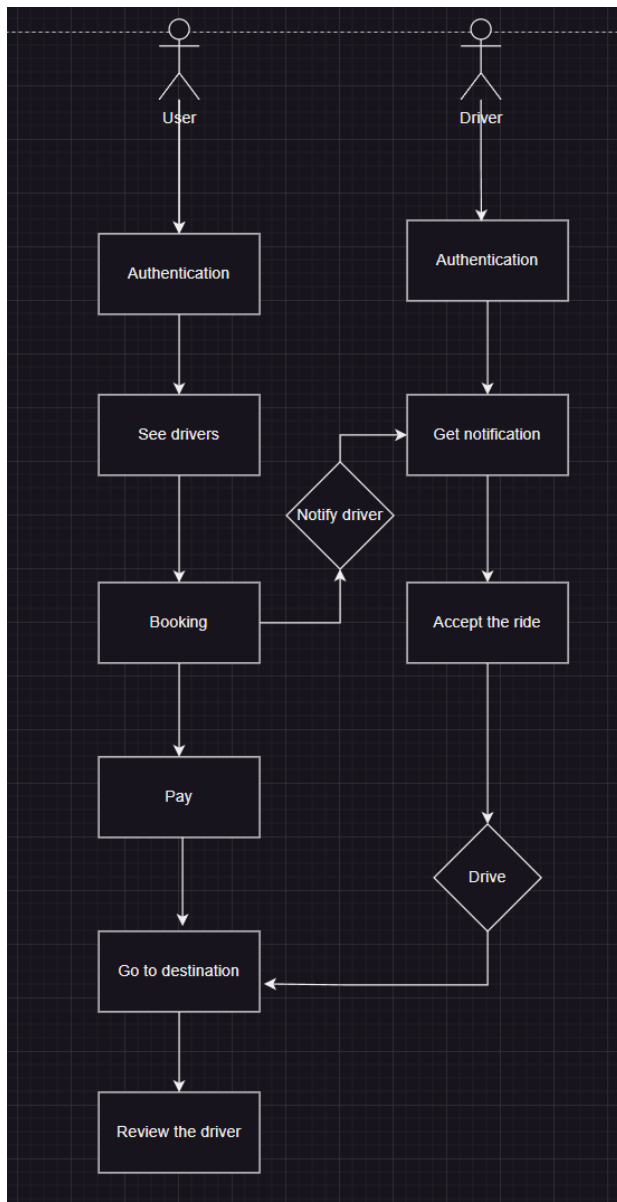 User
Driver
Authentication
Authentication
See drivers
Get notification
Notify driver
Booking
Accept the ride
Pay
Drive
Go to destination
Review the driver